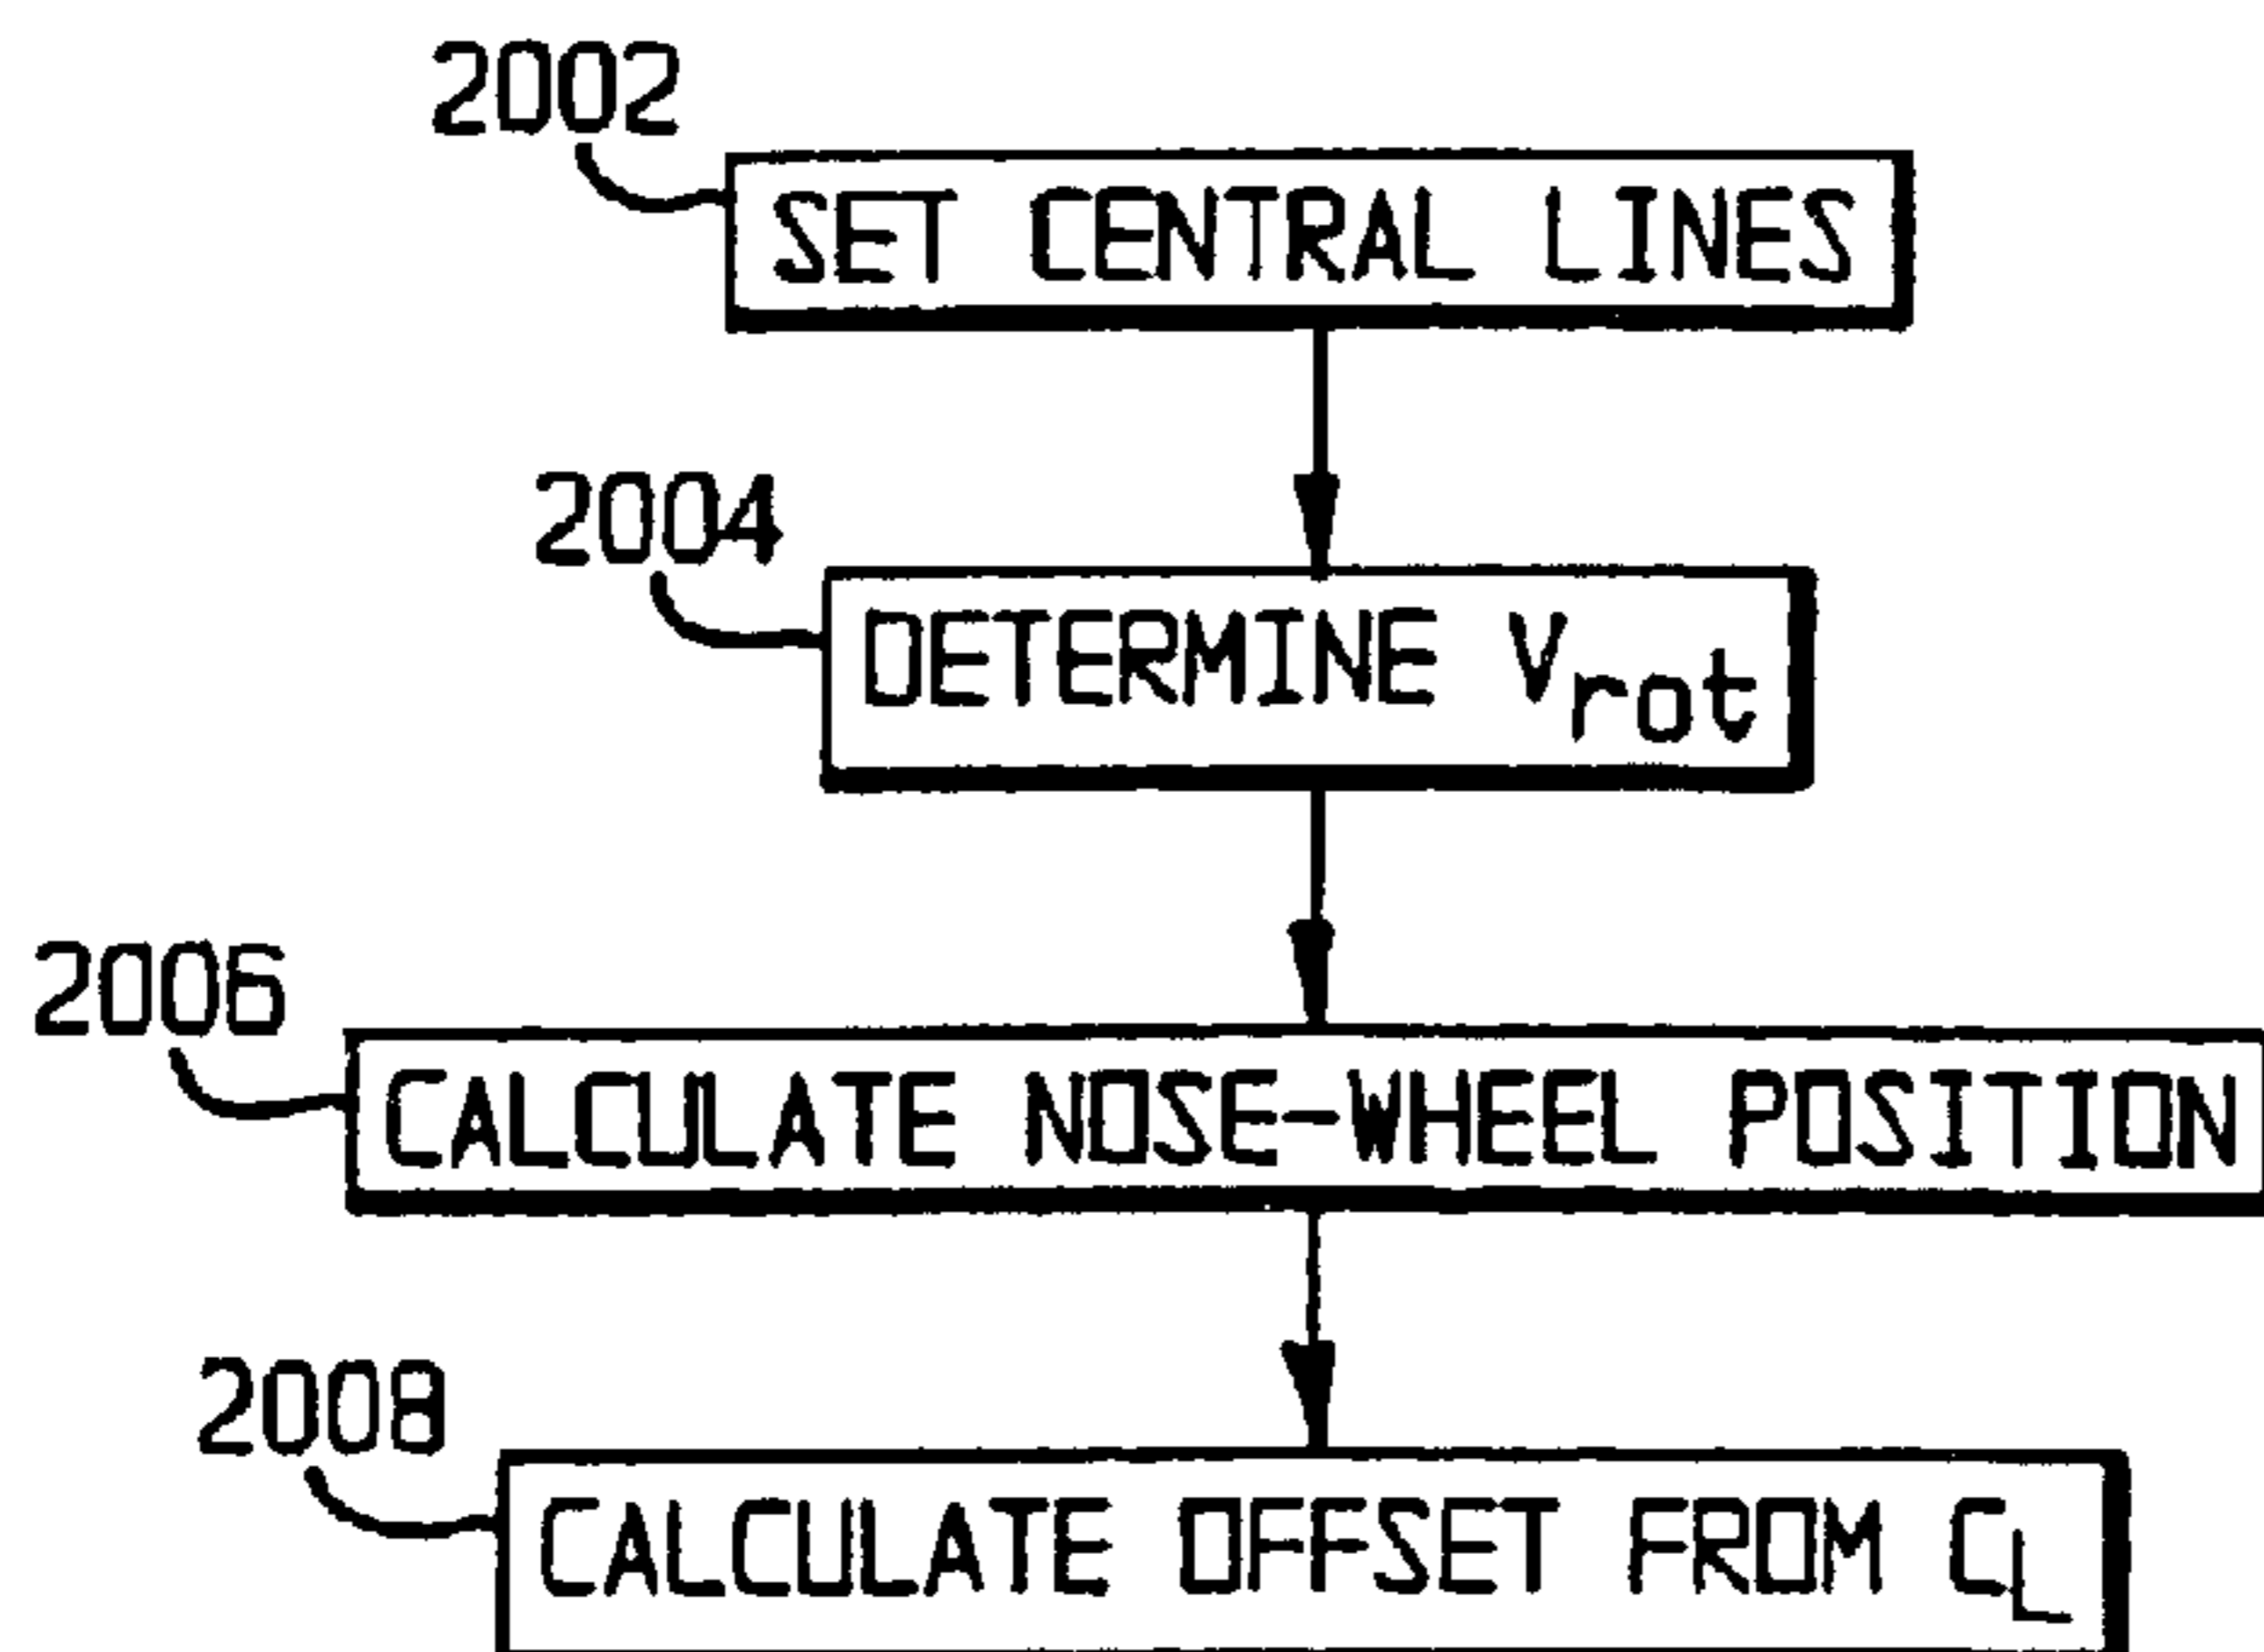 2002
SET CENTRAL LINES
2004
DETERMINE Vrot
2006
CALCULATE NOSE-WHEEL POSITION
2008
CALCULATE OFFSET FROM CL